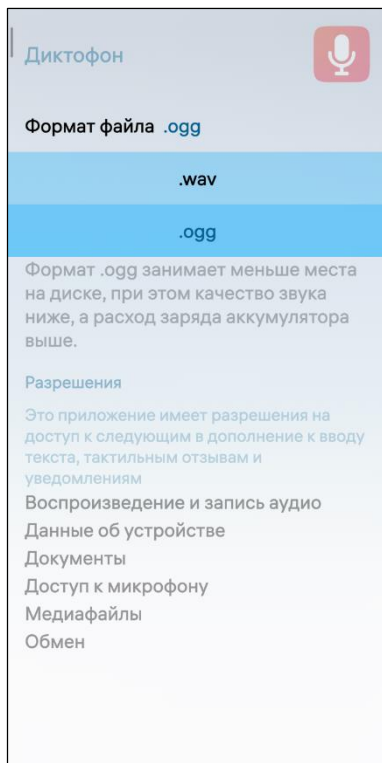 Диктофон
Формат файла .ogg
.wav
.ogg
Формат .ogg занимает меньше места
на диске, при этом качество звука
ниже, а расход заряда аккумулятора
выше.
Разрешения
Это приложение имеет разрешения на
доступ к следующим в дополнение к вводу
текста, тактильным отзывам и
уведомлениям
Воспроизведение и запись аудио
Данные об устройстве
Документы
Доступ к микрофону
Медиафайлы
Обмен